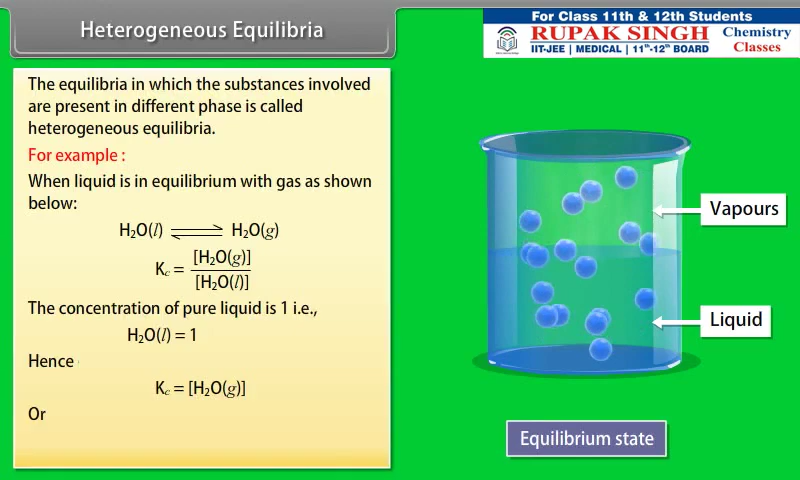 Heterogeneous Equilibria
For Class 11th & 12th Students
RUPAK SINGH
IIT-JEE | MEDICAL | 11th-12th BOARD
Chemistry
Classes
The equilibria in which the substances involved
are present in different phase is called
heterogeneous equilibria.
For example :
When liquid is in equilibrium with gas as shown
below:
H₂O(l) ⇌ H₂O(g)
K꜀ = [H₂O(g)] / [H₂O(l)]
The concentration of pure liquid is 1 i.e.,
H₂O(l) = 1
Hence
K꜀ = [H₂O(g)]
Or
Vapours
Liquid
Equilibrium state